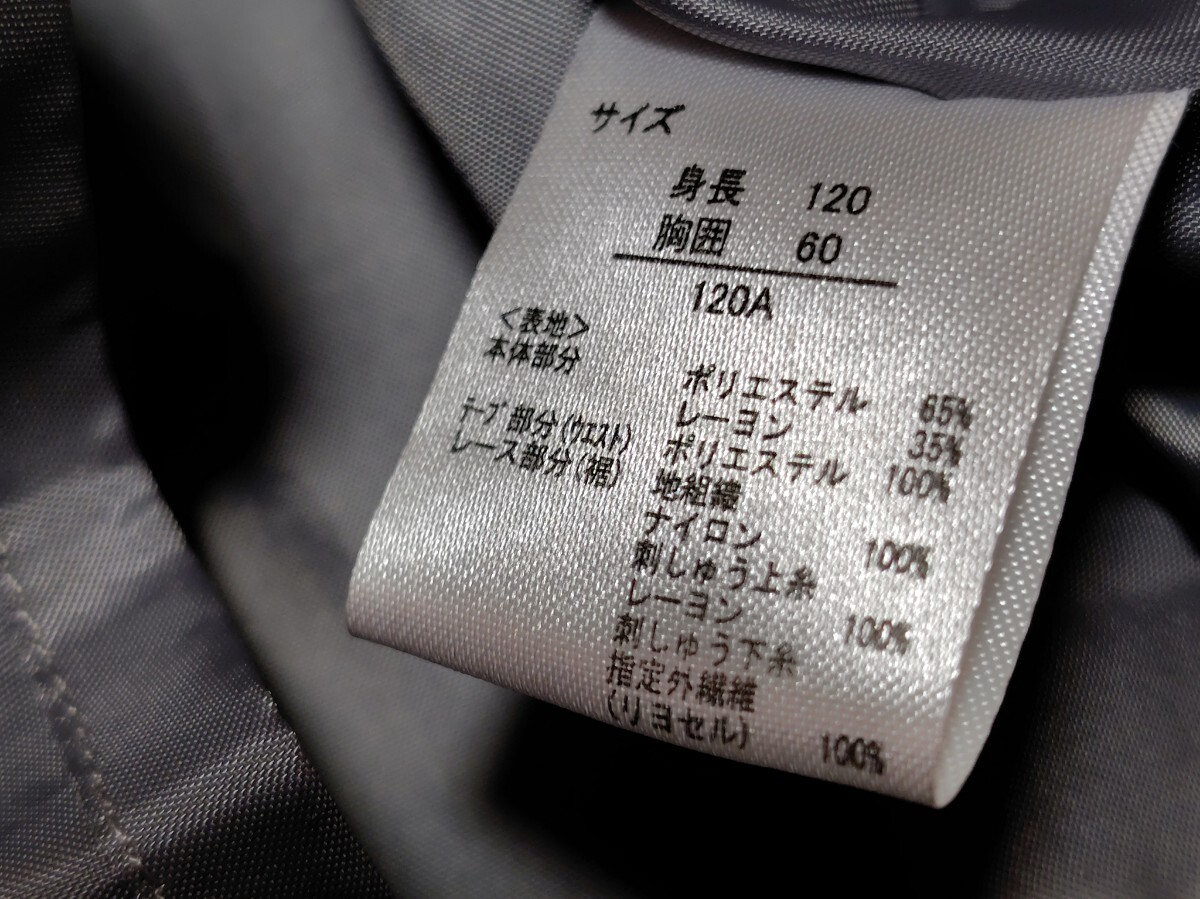 サイズ
身長 120
胸囲 60
120A
<表地>
本体部分 ポリエステル 65%
レーヨン 35%
テープ部分(ウエスト) ポリエステル 100%
レース部分(裾) 地組織
ナイロン 100%
刺しゅう上糸
レーヨン 100%
刺しゅう下糸
指定外繊維
(リヨセル) 100%